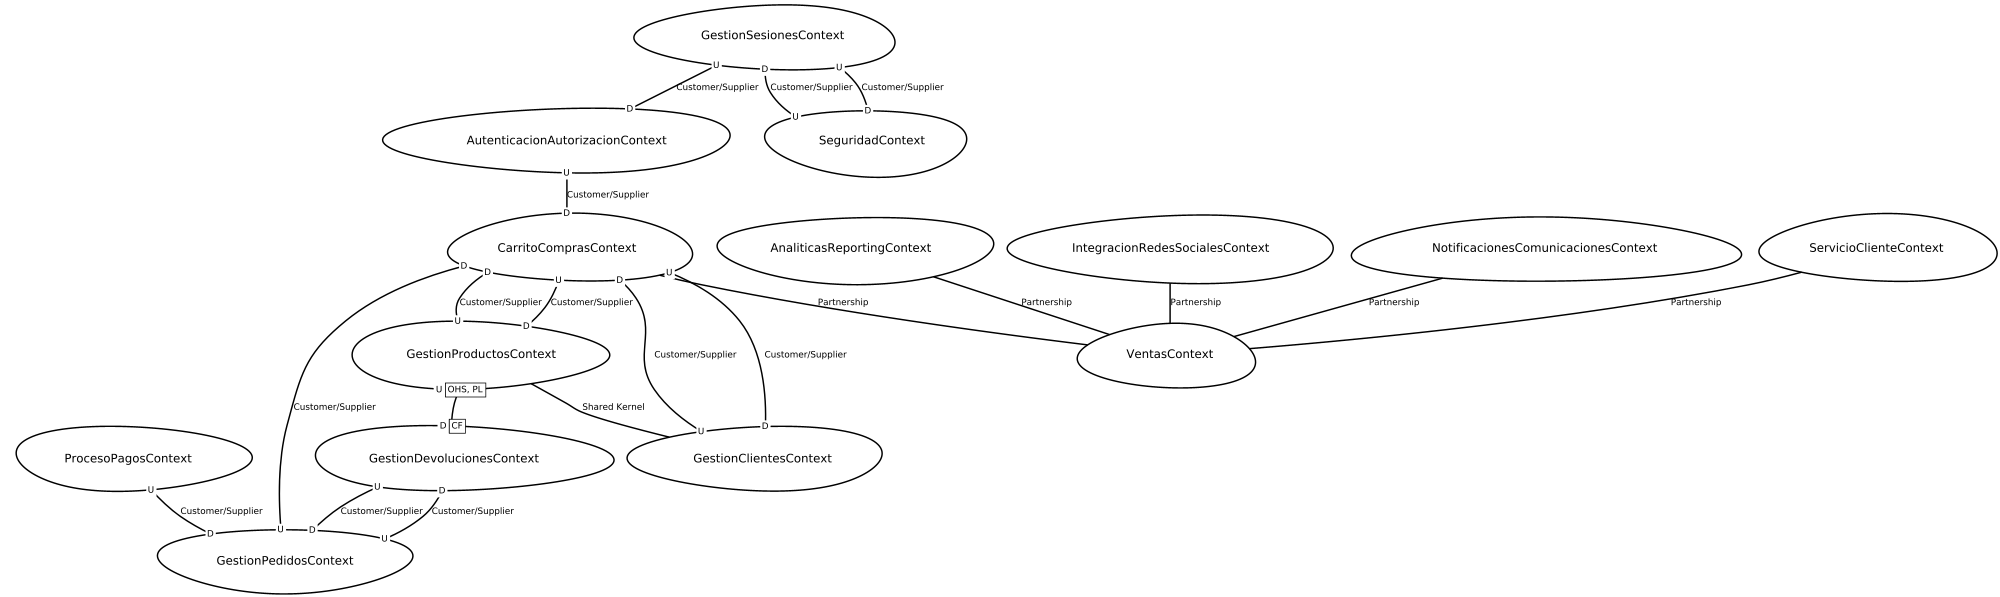 GestionSesionesContext
U
D
U
Customer/Supplier
Customer/Supplier
Customer/Supplier
D
U
D
AutenticacionAutorizacionContext
SeguridadContext
U
Customer/Supplier
D
CarritoComprasContext
AnaliticasReportingContext
IntegracionRedesSocialesContext
NotificacionesComunicacionesContext
ServicioClienteContext
D
D
U
D
U
Customer/Supplier
Customer/Supplier
Partnership
Partnership
Partnership
Partnership
Partnership
U
D
GestionProductosContext
Customer/Supplier
Customer/Supplier
VentasContext
U
OHS, PL
Customer/Supplier
Shared Kernel
D
CF
U
D
ProcesoPagosContext
GestionDevolucionesContext
GestionClientesContext
U
U
D
Customer/Supplier
Customer/Supplier
Customer/Supplier
D
U
D
U
GestionPedidosContext